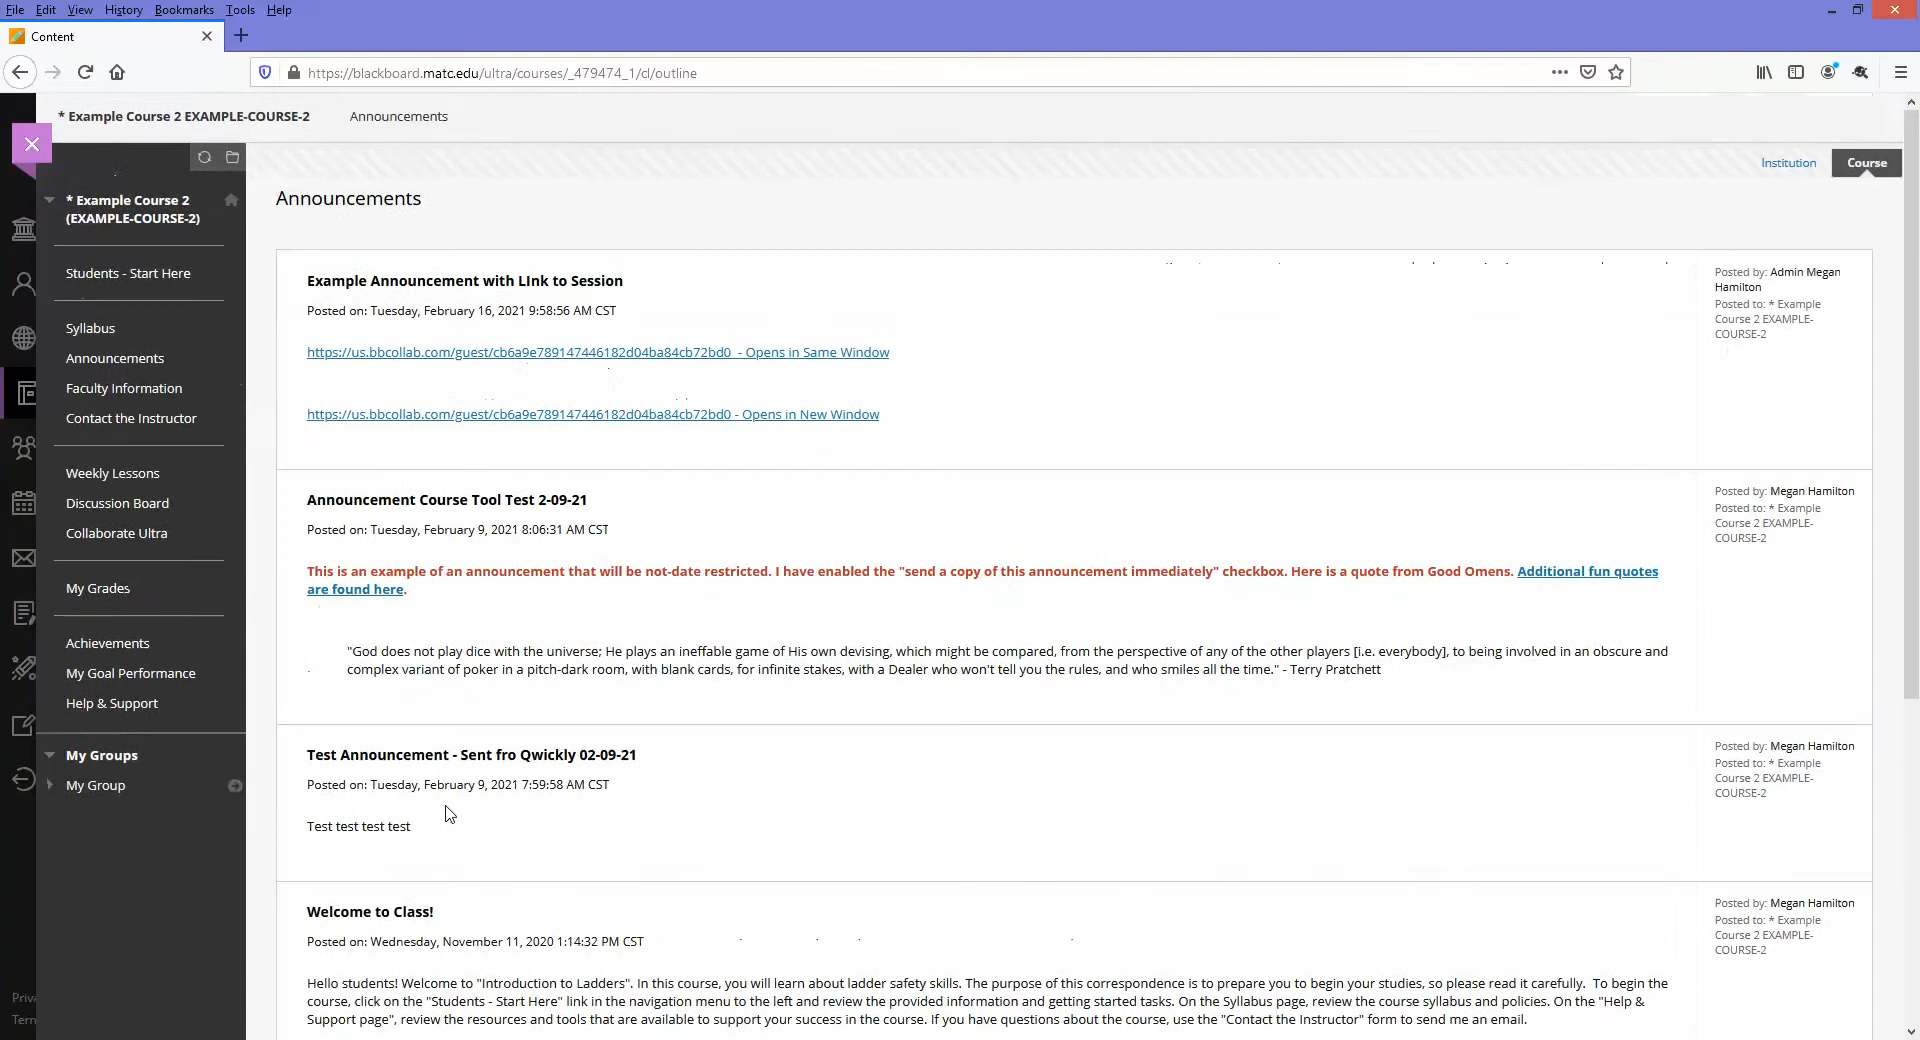 File Edit View History Bookmarks Tools Help
Content
https://blackboard.matc.edu/ultra/courses/_479474_1/cl/outline
* Example Course 2 EXAMPLE-COURSE-2 Announcements
Institution Course
* Example Course 2
(EXAMPLE-COURSE-2)
Students - Start Here
Syllabus
Announcements
Faculty Information
Contact the Instructor
Weekly Lessons
Discussion Board
Collaborate Ultra
My Grades
Achievements
My Goal Performance
Help & Support
My Groups
My Group
Announcements
Example Announcement with LInk to Session
Posted on: Tuesday, February 16, 2021 9:58:56 AM CST
https://us.bbcollab.com/guest/cb6a9e789147446182d04ba84cb72bd0 - Opens in Same Window
https://us.bbcollab.com/guest/cb6a9e789147446182d04ba84cb72bd0 - Opens in New Window
Posted by: Admin Megan
Hamilton
Posted to: * Example
Course 2 EXAMPLE-
COURSE-2
Announcement Course Tool Test 2-09-21
Posted on: Tuesday, February 9, 2021 8:06:31 AM CST
This is an example of an announcement that will be not-date restricted. I have enabled the "send a copy of this announcement immediately" checkbox. Here is a quote from Good Omens. Additional fun quotes
are found here.
"God does not play dice with the universe; He plays an ineffable game of His own devising, which might be compared, from the perspective of any of the other players [i.e. everybody], to being involved in an obscure and
complex variant of poker in a pitch-dark room, with blank cards, for infinite stakes, with a Dealer who won't tell you the rules, and who smiles all the time." - Terry Pratchett
Posted by: Megan Hamilton
Posted to: * Example
Course 2 EXAMPLE-
COURSE-2
Test Announcement - Sent fro Qwickly 02-09-21
Posted on: Tuesday, February 9, 2021 7:59:58 AM CST
Test test test test
Posted by: Megan Hamilton
Posted to: * Example
Course 2 EXAMPLE-
COURSE-2
Welcome to Class!
Posted on: Wednesday, November 11, 2020 1:14:32 PM CST
Hello students! Welcome to "Introduction to Ladders". In this course, you will learn about ladder safety skills. The purpose of this correspondence is to prepare you to begin your studies, so please read it carefully. To begin the
course, click on the "Students - Start Here" link in the navigation menu to the left and review the provided information and getting started tasks. On the Syllabus page, review the course syllabus and policies. On the "Help &
Support page", review the resources and tools that are available to support your success in the course. If you have questions about the course, use the "Contact the Instructor" form to send me an email.
Posted by: Megan Hamilton
Posted to: * Example
Course 2 EXAMPLE-
COURSE-2